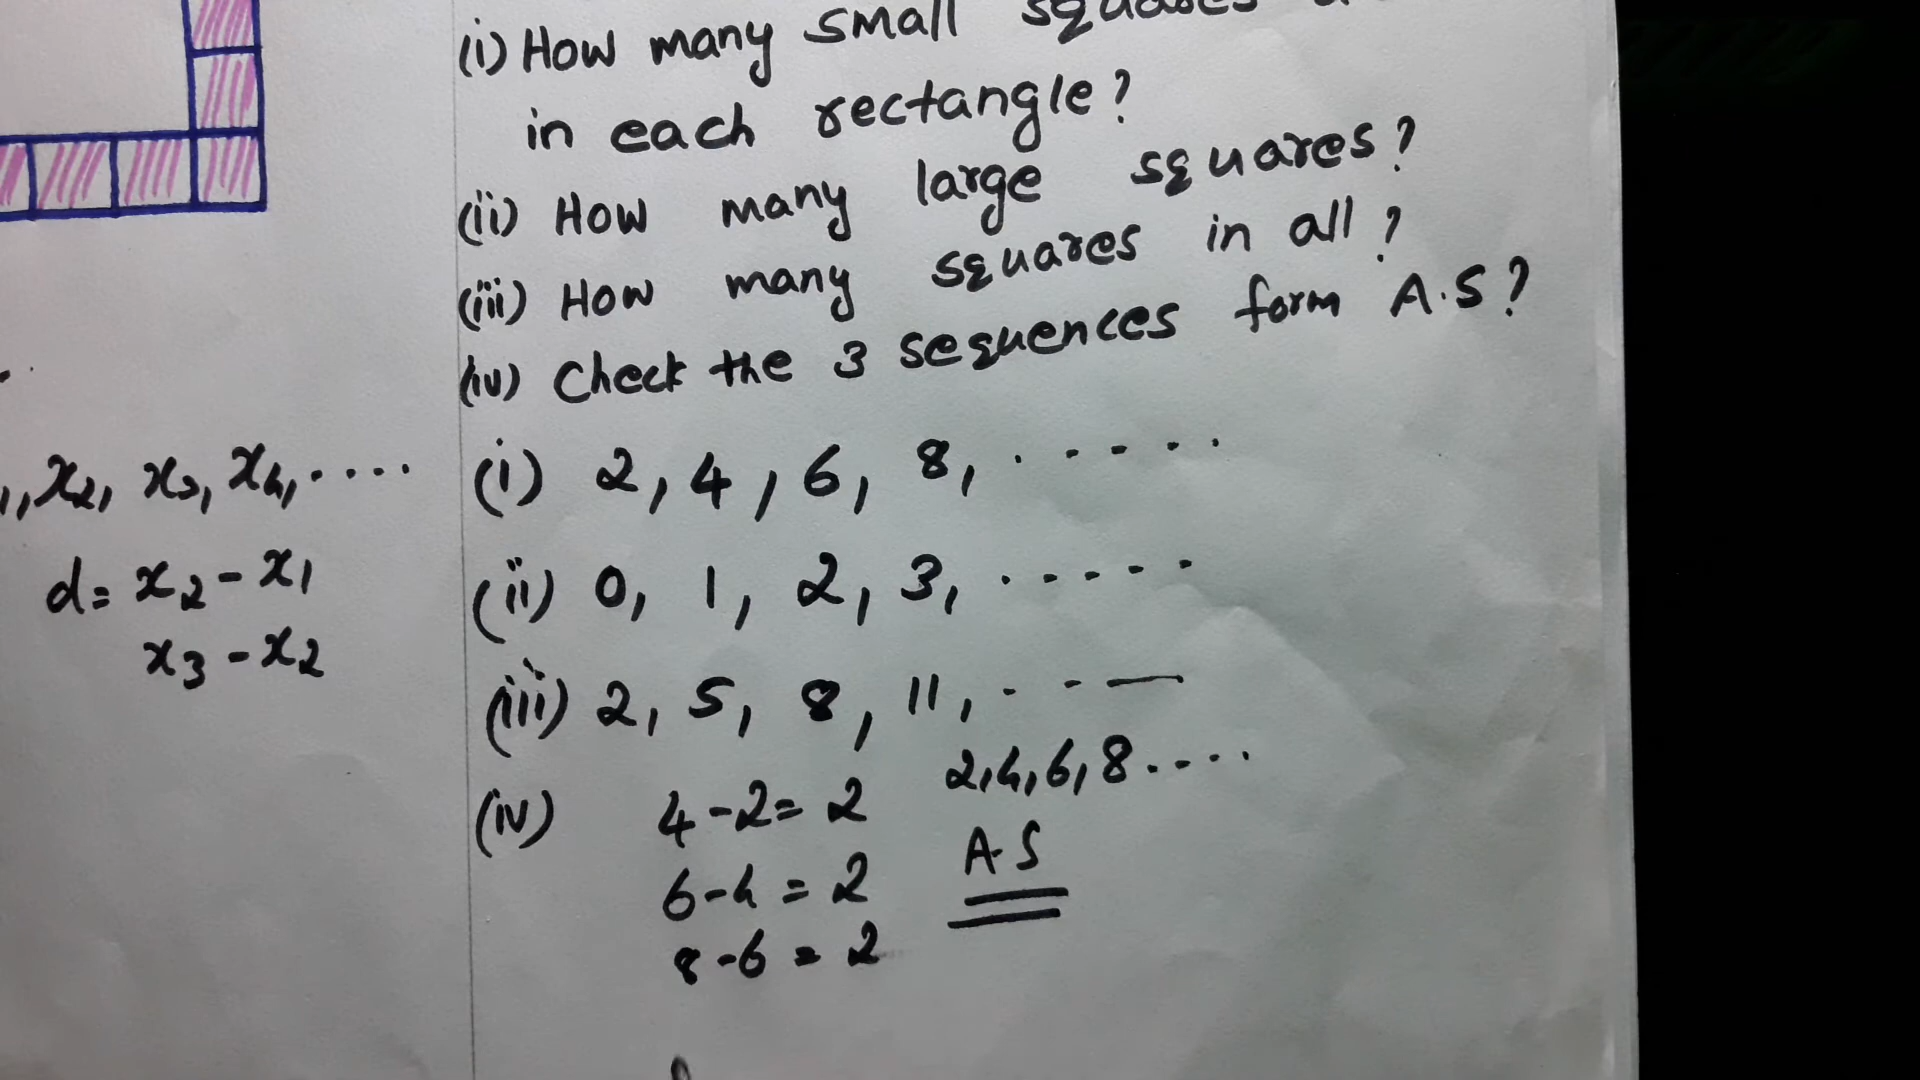 (i) How many small squares
in each rectangle?
(ii) How many large squares?
(iii) How many squares in all?
(iv) Check the 3 sequences form A.S?
x2, x3, x4, ....
d = x2 - x1
x3 - x2
(i) 2, 4, 6, 8, ......
(ii) 0, 1, 2, 3, .....
(iii) 2, 5, 8, 11, - - —
(iv) 4 - 2 = 2 2, 4, 6, 8 ....
6 - 4 = 2 A.S
8 - 6 = 2